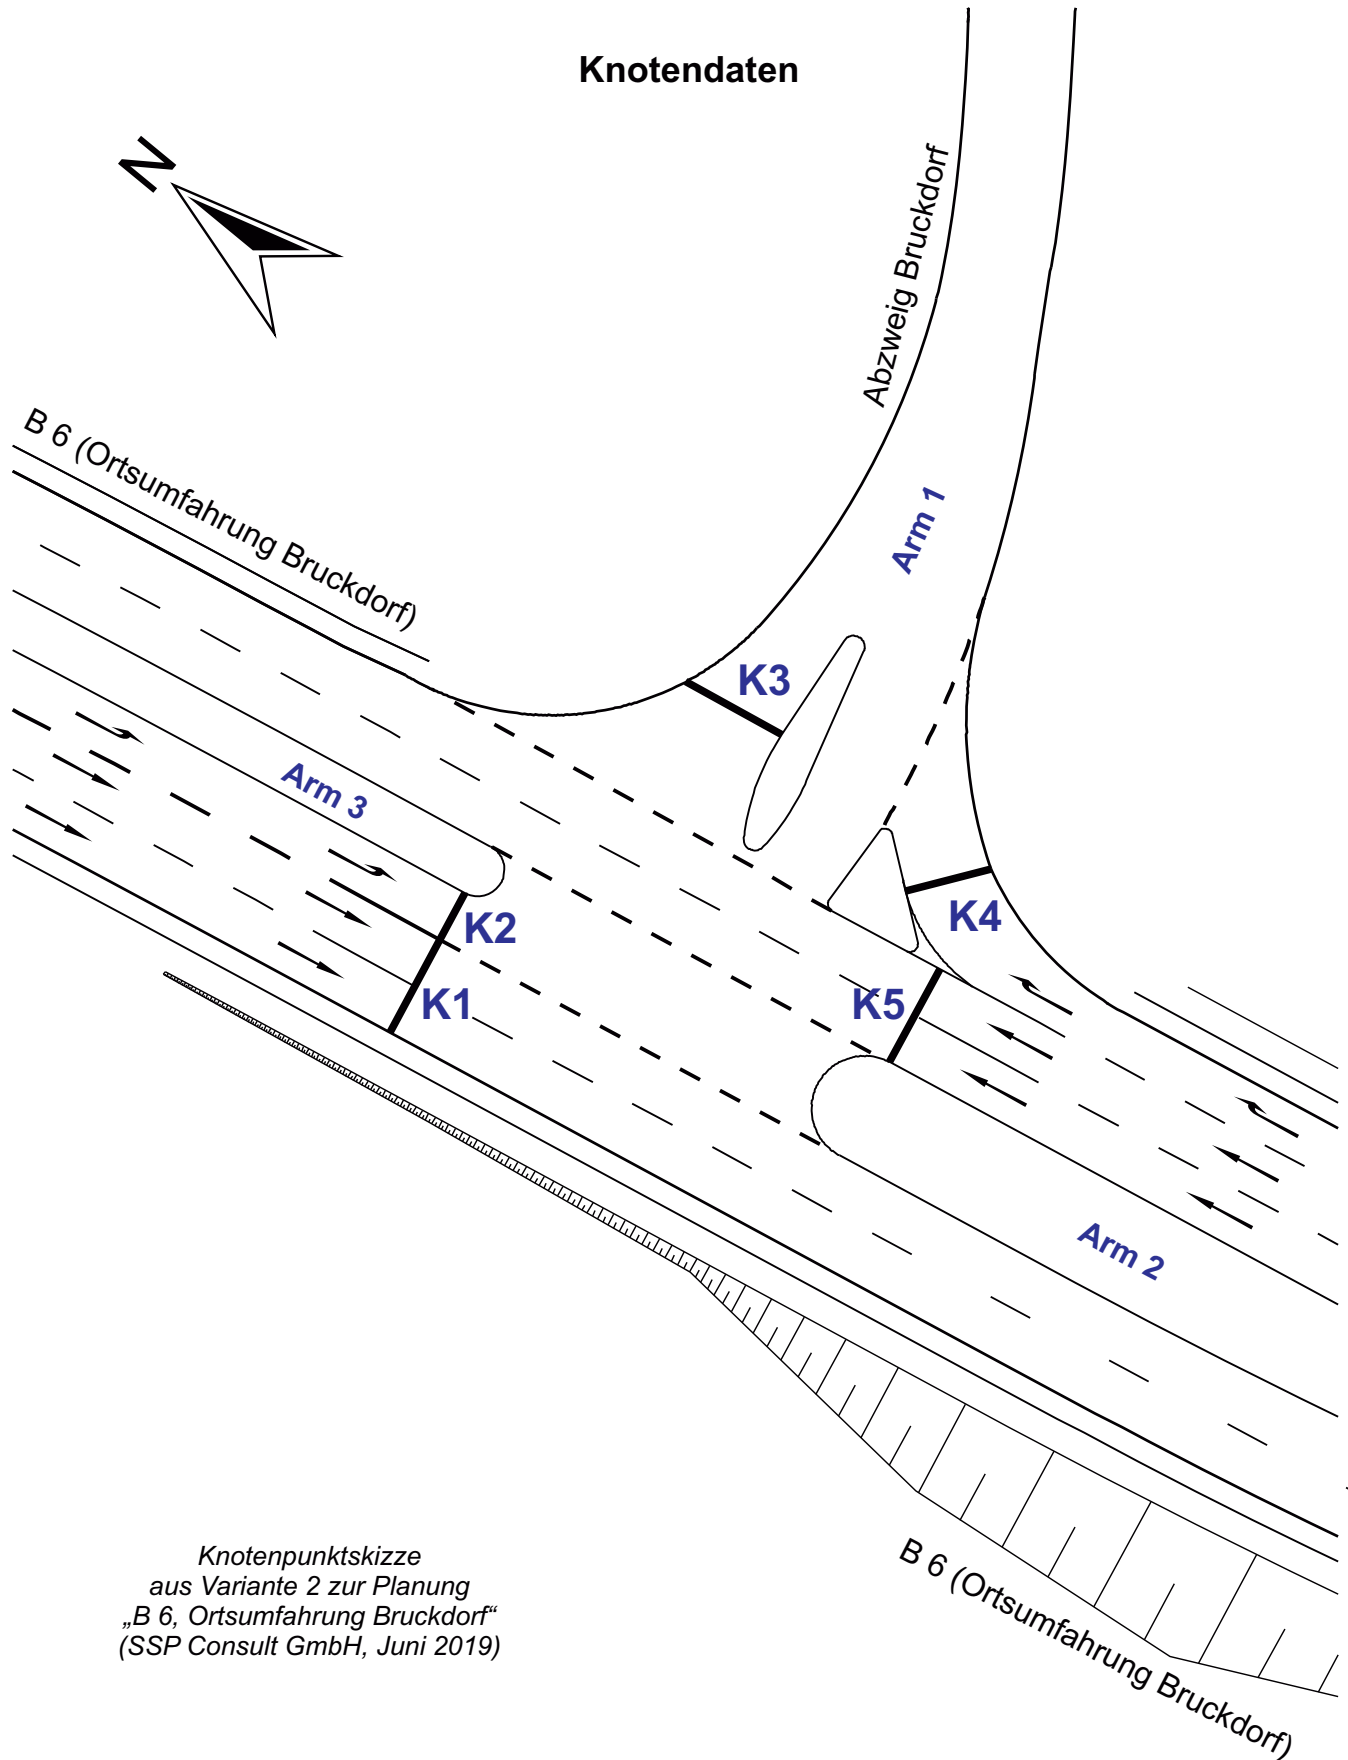 Knotendaten
N
Abzweig Bruckdorf
B 6 (Ortsumfahrung Bruckdorf)
Arm 1
K3
Arm 3
K4
K2
K5
K1
Arm 2
B 6 (Ortsumfahrung Bruckdorf)
Knotenpunktskizze
aus Variante 2 zur Planung
„B 6, Ortsumfahrung Bruckdorf“
(SSP Consult GmbH, Juni 2019)